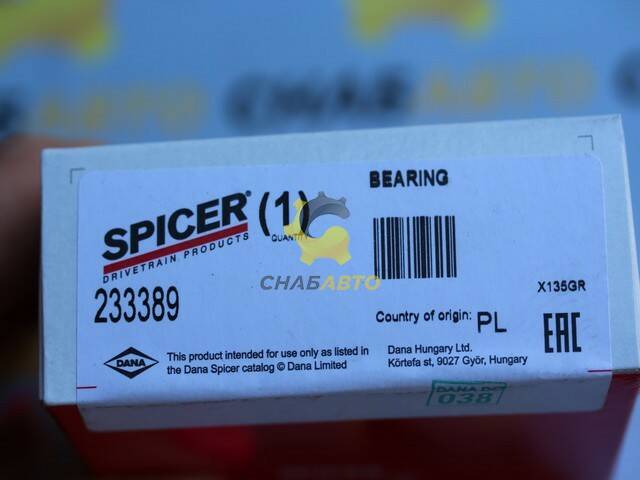 СНАБАВТО
BEARING
SPICER® (1)
QUANTITY
DRIVETRAIN PRODUCTS
СНАБАВТО
233389
X135GR
Country of origin: PL
EAC
DANA
This product intended for use only as listed in
the Dana Spicer catalog © Dana Limited
Dana Hungary Ltd.
Körtefa st, 9027 Győr, Hungary
038